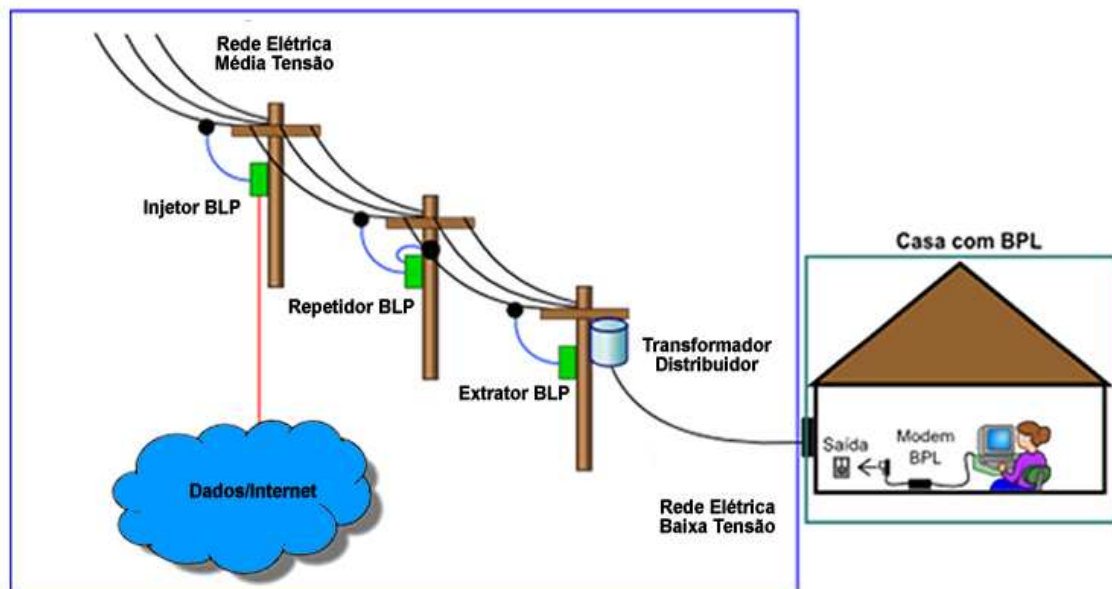 Rede Elétrica
Média Tensão
Injetor BLP
Repetidor BLP
Extrator BLP
Transformador
Distribuidor
Casa com BPL
Saída
Modem
BPL
Dados/Internet
Rede Elétrica
Baixa Tensão